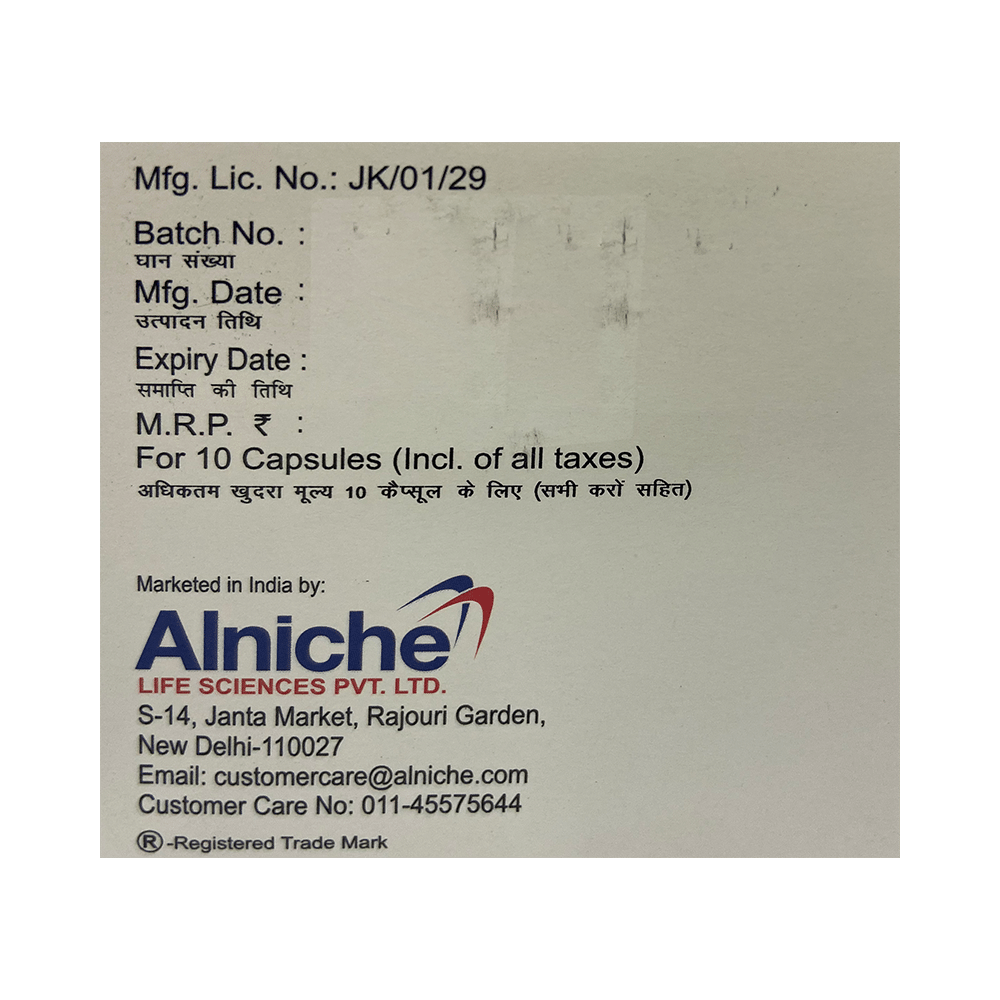 Mfg. Lic. No.: JK/01/29
Batch No. :
घान संख्या
Mfg. Date :
उत्पादन तिथि
Expiry Date :
समाप्ति की तिथि
M.R.P. ₹ :
For 10 Capsules (Incl. of all taxes)
अधिकतम खुदरा मूल्य 10 कैप्सूल के लिए (सभी करों सहित)
Marketed in India by:
Alniche
LIFE SCIENCES PVT. LTD.
S-14, Janta Market, Rajouri Garden,
New Delhi-110027
Email: customercare@alniche.com
Customer Care No: 011-45575644
®-Registered Trade Mark